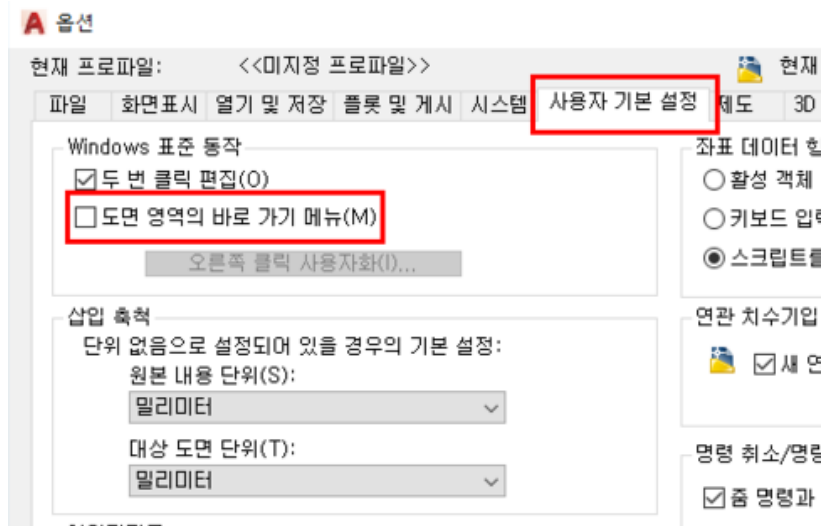 옵션
현재 프로파일: <<미지정 프로파일>> 현재
파일 화면표시 열기 및 저장 플롯 및 게시 시스템 사용자 기본 설정 제도 3D
Windows 표준 동작
두 번 클릭 편집(O)
도면 영역의 바로 가기 메뉴(M)
오른쪽 클릭 사용자화(I)...
삽입 축척
단위 없음으로 설정되어 있을 경우의 기본 설정:
원본 내용 단위(S):
밀리미터
대상 도면 단위(T):
밀리미터
좌표 데이터
활성 객체
키보드
스크립트를
연관 치수기입
새
명령 취소/명령
줌 명령과